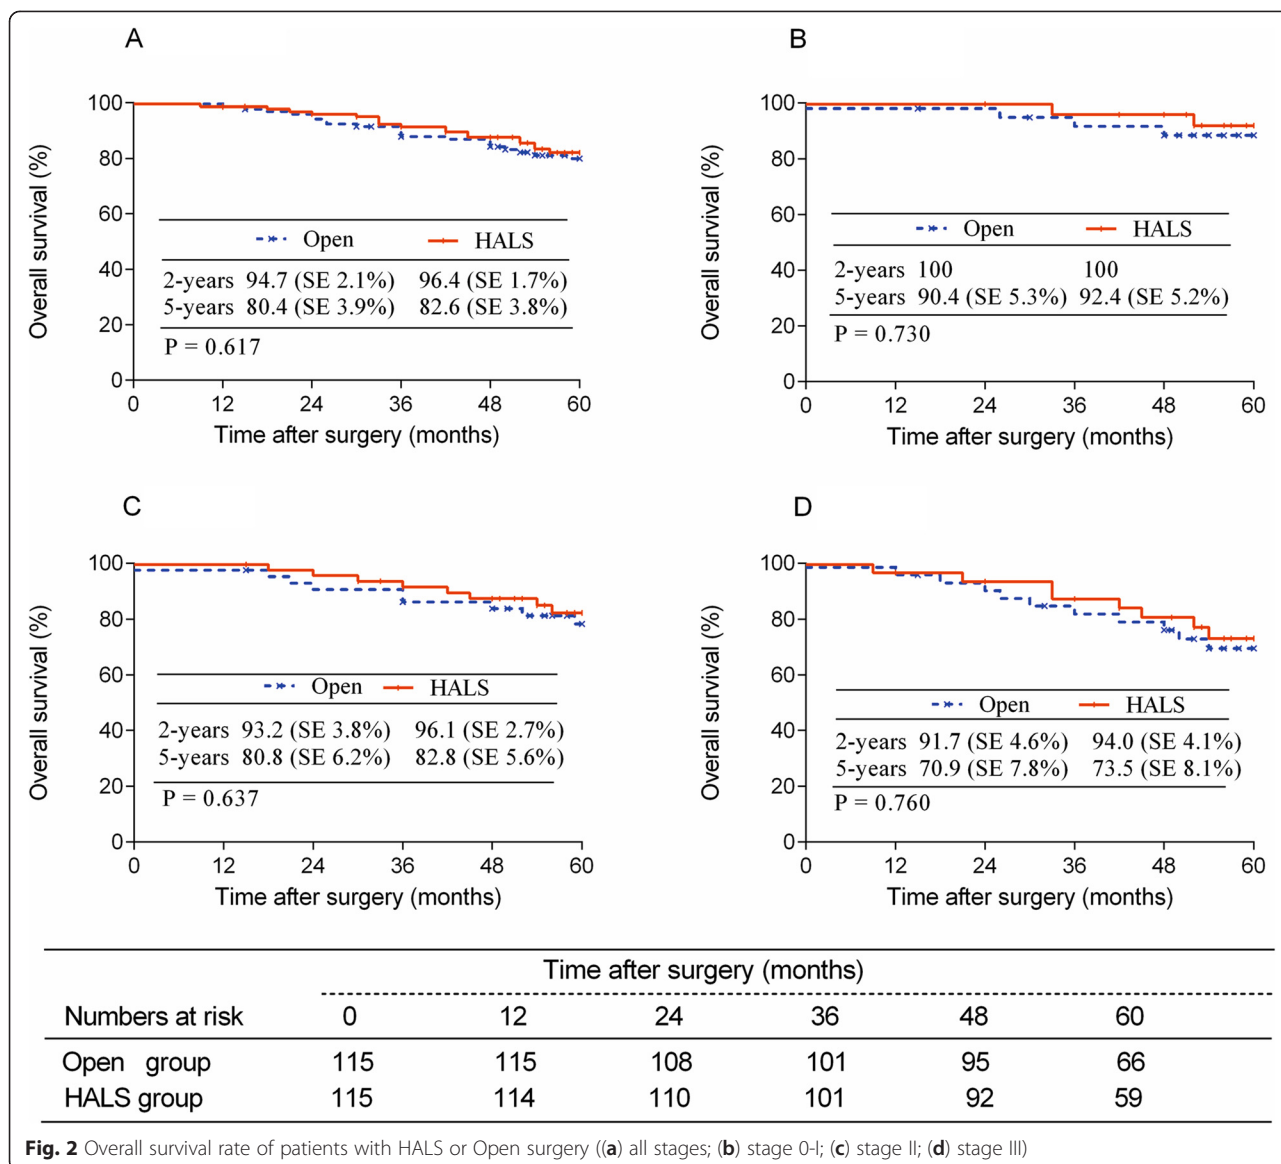 A
Overall survival (%)
100
80
60
40
20
0
Open HALS
2-years 94.7 (SE 2.1%) 96.4 (SE 1.7%)
5-years 80.4 (SE 3.9%) 82.6 (SE 3.8%)
P = 0.617
0 12 24 36 48 60
Time after surgery (months)
B
Overall survival (%)
100
80
60
40
20
0
Open HALS
2-years 100 100
5-years 90.4 (SE 5.3%) 92.4 (SE 5.2%)
P = 0.730
0 12 24 36 48 60
Time after surgery (months)
C
Overall survival (%)
100
80
60
40
20
0
Open HALS
2-years 93.2 (SE 3.8%) 96.1 (SE 2.7%)
5-years 80.8 (SE 6.2%) 82.8 (SE 5.6%)
P = 0.637
0 12 24 36 48 60
Time after surgery (months)
D
Overall survival (%)
100
80
60
40
20
0
Open HALS
2-years 91.7 (SE 4.6%) 94.0 (SE 4.1%)
5-years 70.9 (SE 7.8%) 73.5 (SE 8.1%)
P = 0.760
0 12 24 36 48 60
Time after surgery (months)
Time after surgery (months)
Numbers at risk 0 12 24 36 48 60
Open group 115 115 108 101 95 66
HALS group 115 114 110 101 92 59
Fig. 2 Overall survival rate of patients with HALS or Open surgery ((a) all stages; (b) stage 0-I; (c) stage II; (d) stage III)